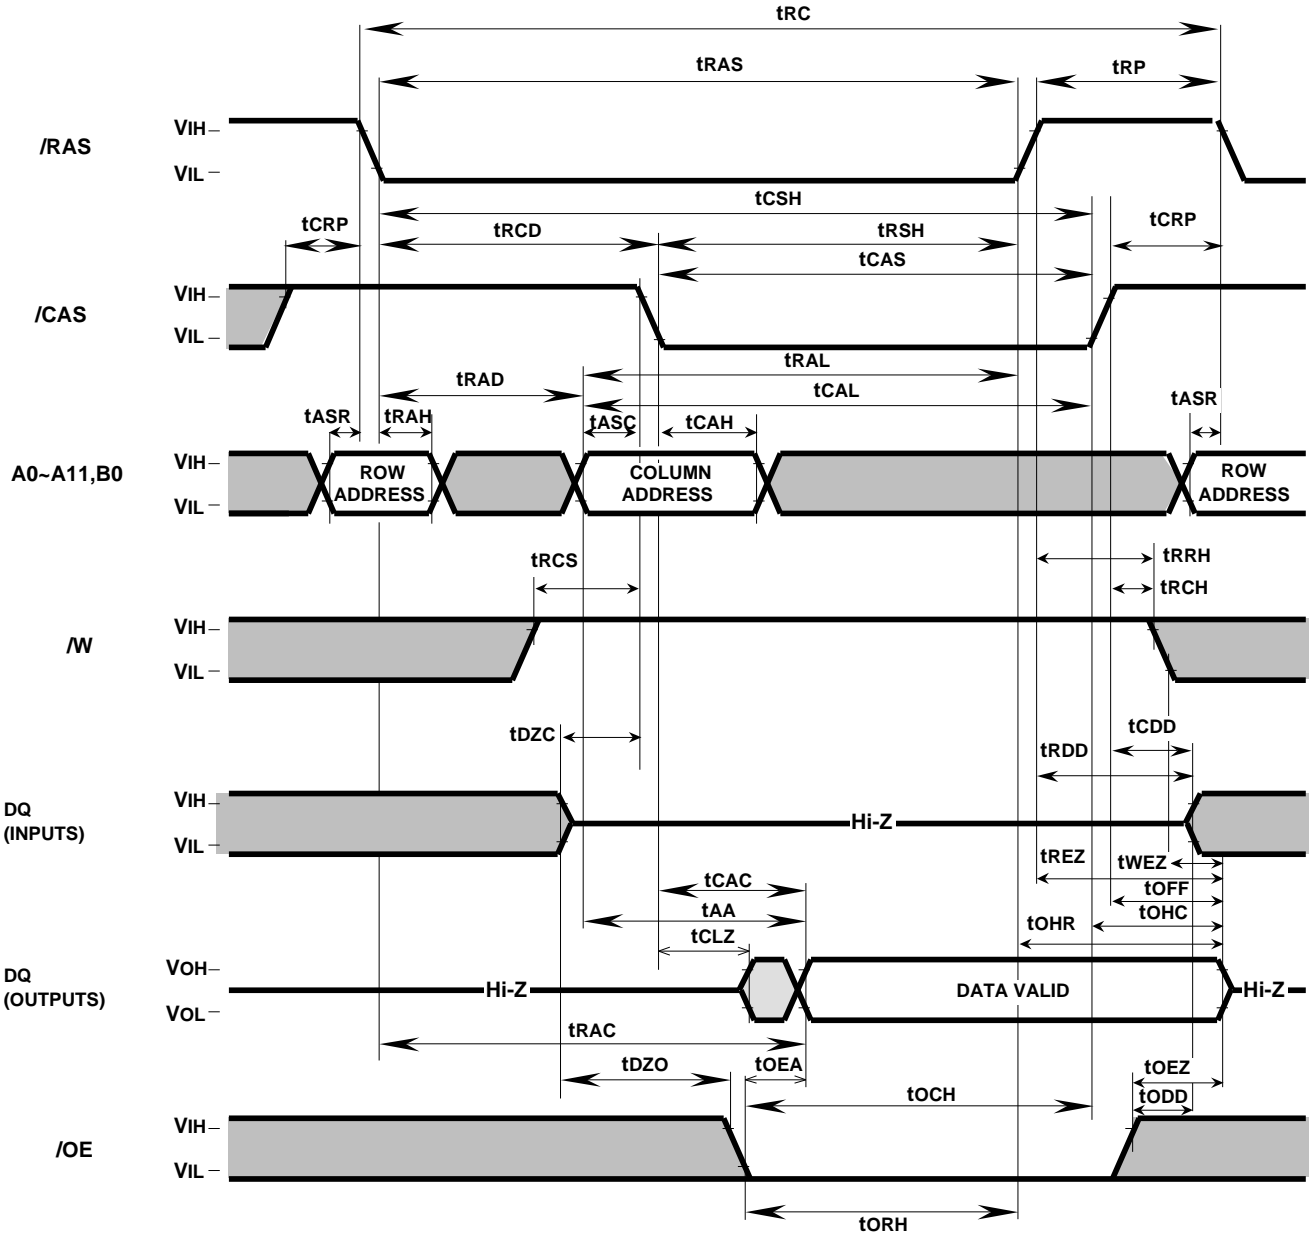 tRC
tRAS
tRP
/RAS
VIH
VIL
tCSH
tCRP
tRCD
tRSH
tCRP
tCAS
/CAS
VIH
VIL
tRAL
tRAD
tCAL
tASR
tRAH
tASC
tCAH
tASR
A0~A11,B0
VIH
VIL
ROW
ADDRESS
COLUMN
ADDRESS
ROW
ADDRESS
tRRH
tRCS
tRCH
/W
VIH
VIL
tCDD
tDZC
tRDD
DQ
(INPUTS)
VIH
VIL
Hi-Z
tREZ
tWEZ
tCAC
tOFF
tAA
tOHC
tCLZ
tOHR
DQ
(OUTPUTS)
VOH
VOL
Hi-Z
DATA VALID
Hi-Z
tRAC
tDZO
tOEA
tOEZ
tOCH
tODD
/OE
VIH
VIL
tORH